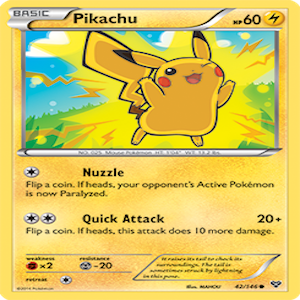 BASIC
Pikachu
HP60
NO. 025 Mouse Pokémon HT: 1'04" WT: 13.2 lbs.
Nuzzle
Flip a coin. If heads, your opponent's Active Pokémon
is now Paralyzed.
Quick Attack 20+
Flip a coin. If heads, this attack does 10 more damage.
weakness
×2
resistance
-20
retreat
It raises its tail to check its
surroundings. The tail is
sometimes struck by lightning
in this pose.
Illus. MAHOU
42/146